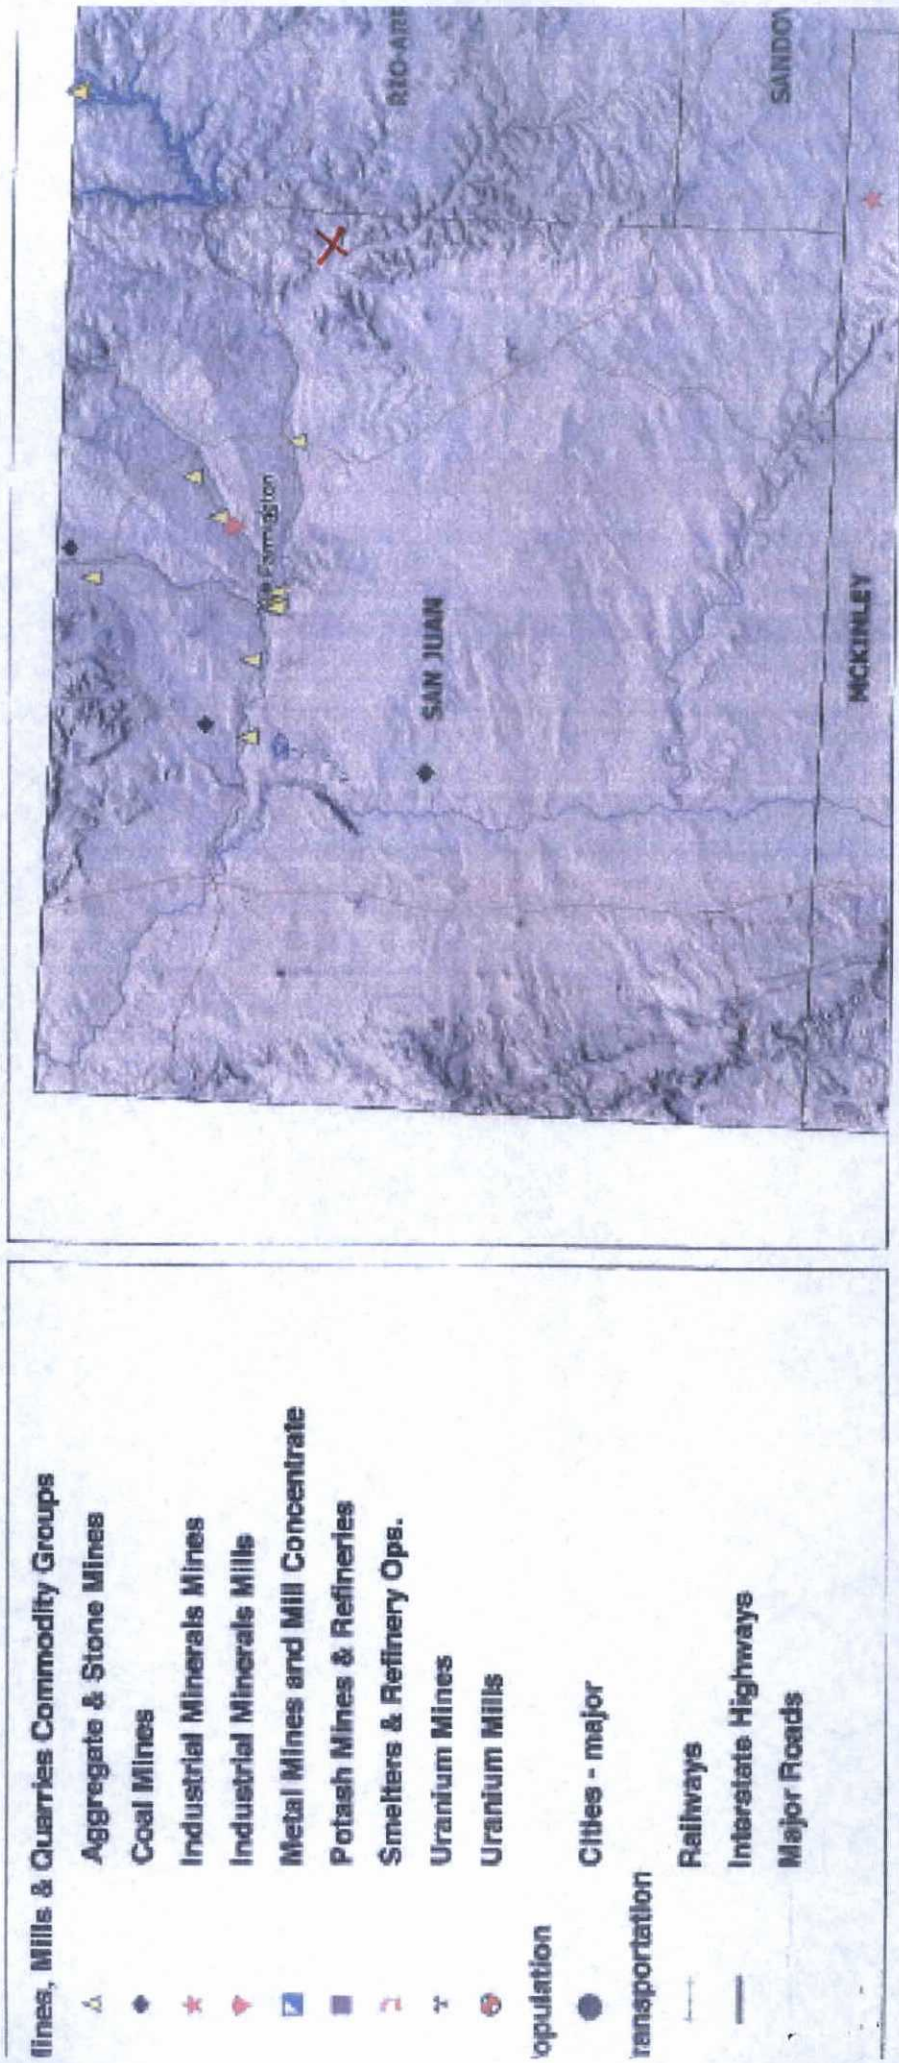 lines, Mills & Quarries Commodity Groups
Aggregate & Stone Mines
Coal Mines
Industrial Minerals Mines
Industrial Minerals Mills
Metal Mines and Mill Concentrate
Potash Mines & Refineries
Smelters & Refinery Ops.
Uranium Mines
Uranium Mills
opulation
Cities - major
ransportation
Railways
Interstate Highways
Major Roads
Farmington
SAN JUAN
MCKINLEY
RIO ARR
SANDOV